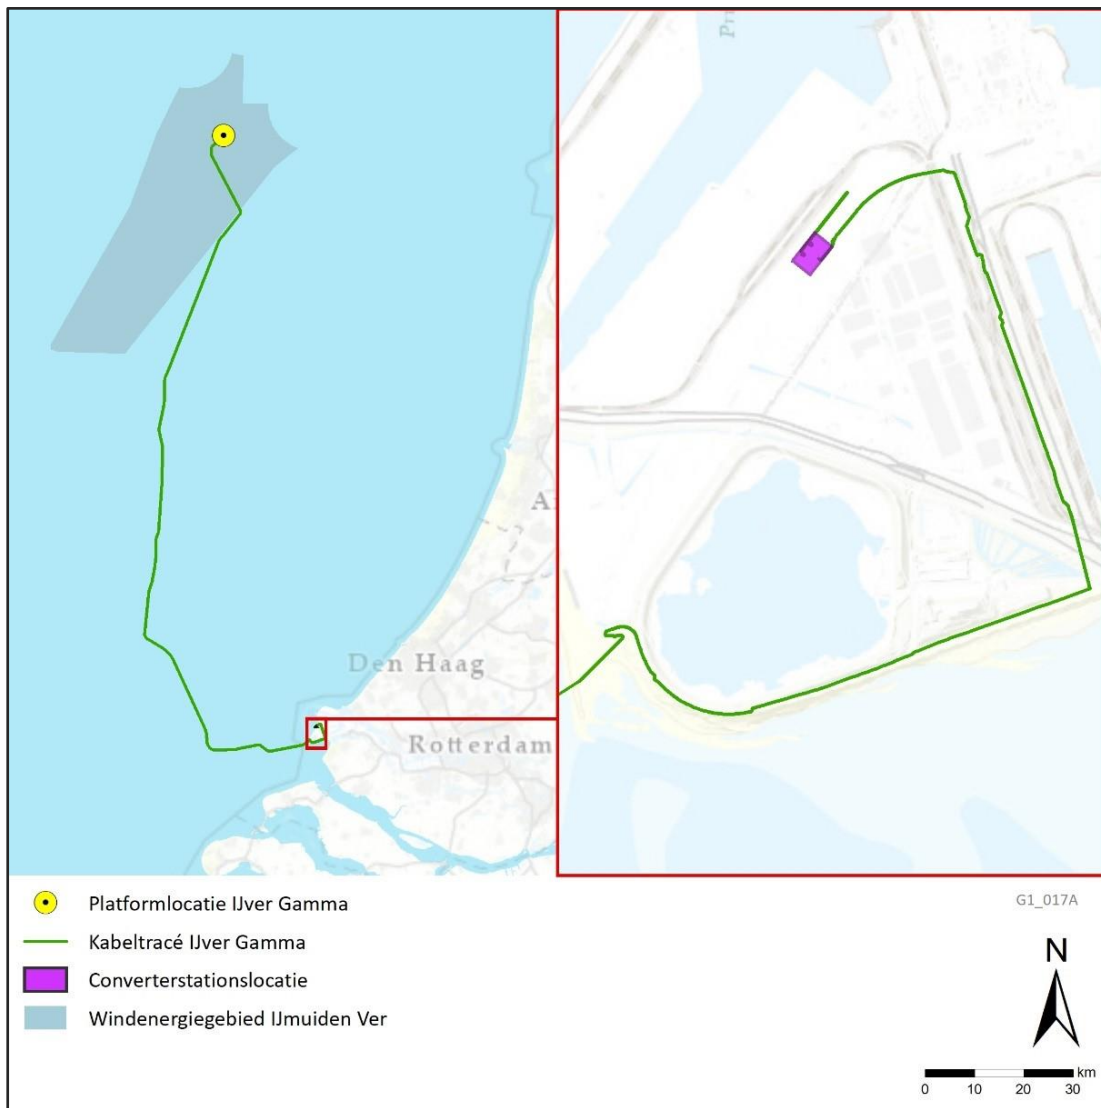 Den Haag
Rotterdam
Platformlocatie IJver Gamma
Kabeltracé IJver Gamma
Converterstationslocatie
Windenergiegebied IJmuiden Ver
G1_017A
N
km
0 10 20 30